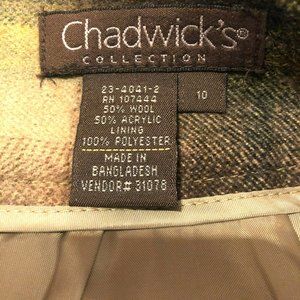 Chadwick's®
COLLECTION
23-4041-2
RN 107444
50% WOOL
50% ACRYLIC
LINING
100% POLYESTER
MADE IN
BANGLADESH
VENDOR# 31078
10